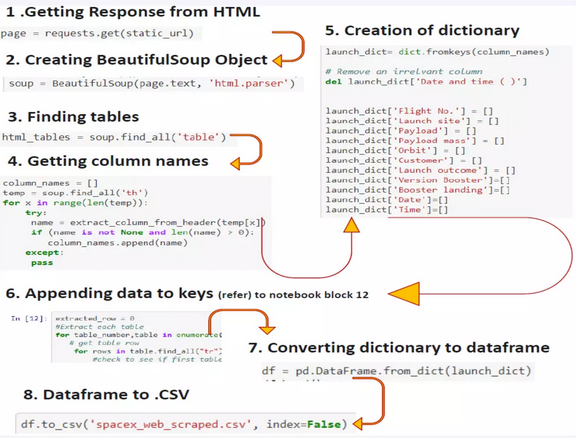 1 .Getting Response from HTML
page = requests.get(static_url)
2. Creating BeautifulSoup Object
soup = BeautifulSoup(page.text, 'html.parser')
3. Finding tables
html_tables = soup.find_all('table')
4. Getting column names
column_names = []
temp = soup.find_all('th')
for x in range(len(temp)):
try:
name = extract_column_from_header(temp[x])
if (name is not None and len(name) > 0):
column_names.append(name)
except:
pass
5. Creation of dictionary
launch_dict= dict.fromkeys(column_names)
# Remove an irrelvant column
del launch_dict['Date and time ( )']
launch_dict['Flight No.'] = []
launch_dict['Launch site'] = []
launch_dict['Payload'] = []
launch_dict['Payload mass'] = []
launch_dict['Orbit'] = []
launch_dict['Customer'] = []
launch_dict['Launch outcome'] = []
launch_dict['Version Booster']=[]
launch_dict['Booster landing']=[]
launch_dict['Date']=[]
launch_dict['Time']=[]
6. Appending data to keys (refer) to notebook block 12
In [12]: extracted_row = 0
#Extract each table
for table_number,table in enumerate(
# get table row
for rows in table.find_all("tr"
#check to see if first table
7. Converting dictionary to dataframe
df = pd.DataFrame.from_dict(launch_dict)
8. Dataframe to .CSV
df.to_csv('spacex_web_scraped.csv', index=False)